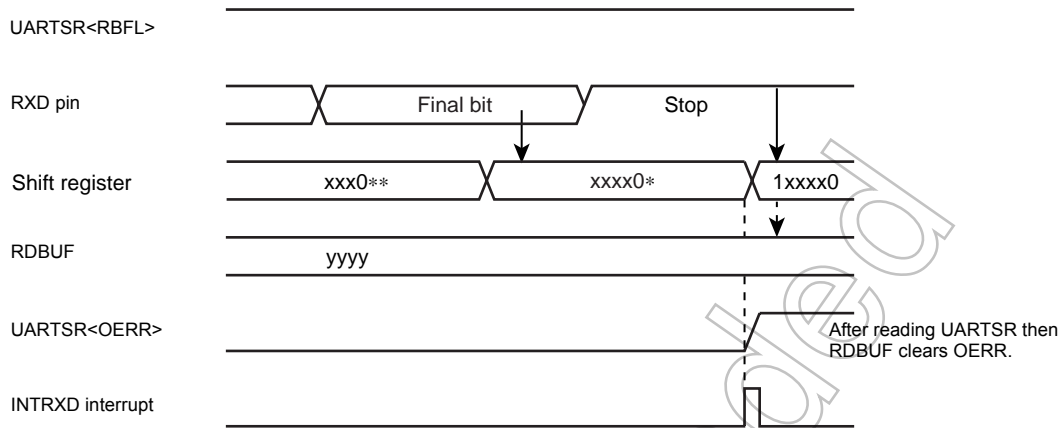 UARTSR<RBFL>
RXD pin
Final bit
Stop
Shift register
xxx0**
xxxx0*
1xxxx0
RDBUF
yyyy
UARTSR<OERR>
After reading UARTSR then
RDBUF clears OERR.
INTRXD interrupt
ded